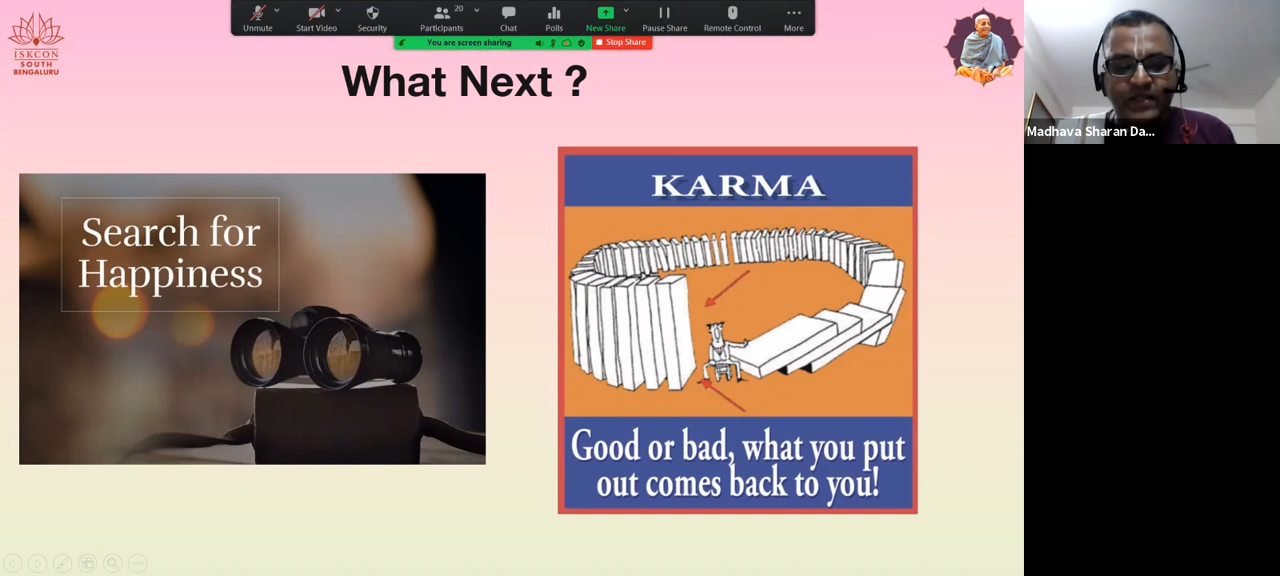 20
Unmute
Start Video
Security
Participants
Chat
Polls
New Share
Pause Share
Remote Control
More
You are screen sharing
Stop Share
ISKCON
SOUTH
BENGALURU
What Next ?
Madhava Sharan Da...
Search for
Happiness
KARMA
Good or bad, what you put
out comes back to you!